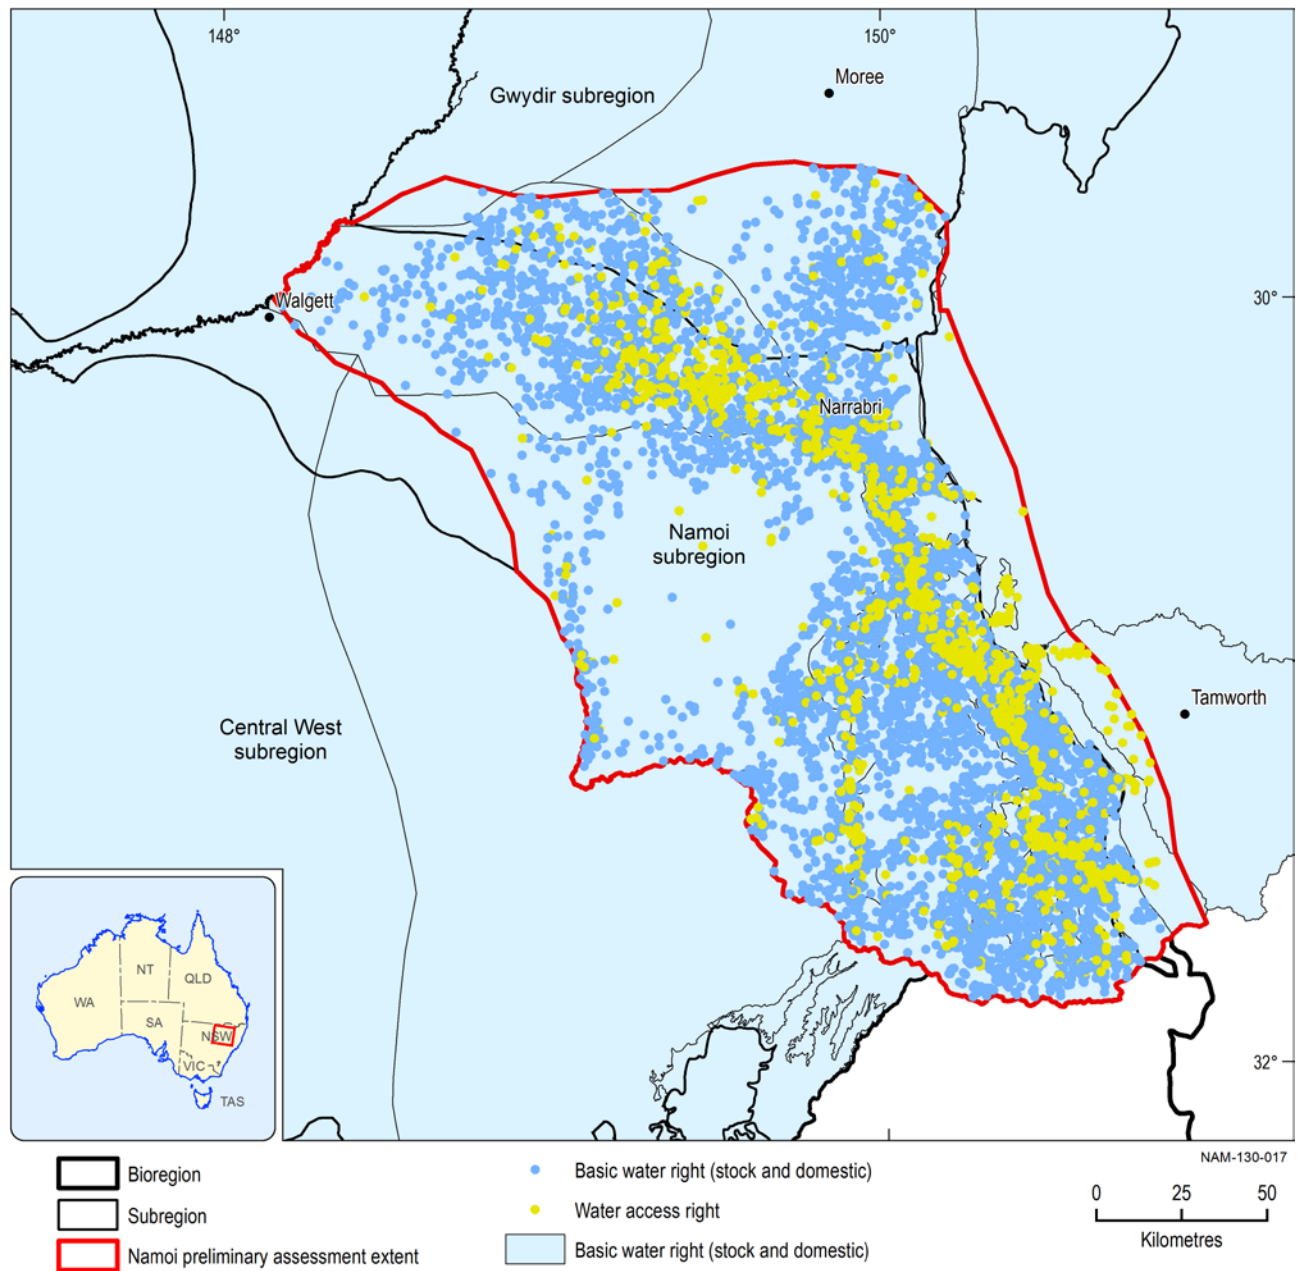 148°
150°
Moree
Gwydir subregion
30°
Walgett
Narrabri
Namoi
subregion
Tamworth
Central West
subregion
NT
QLD
WA
SA
NSW
VIC
TAS
32°
NAM-130-017
Bioregion
Subregion
Namoi preliminary assessment extent
Basic water right (stock and domestic)
Water access right
Basic water right (stock and domestic)
0 25 50
Kilometres